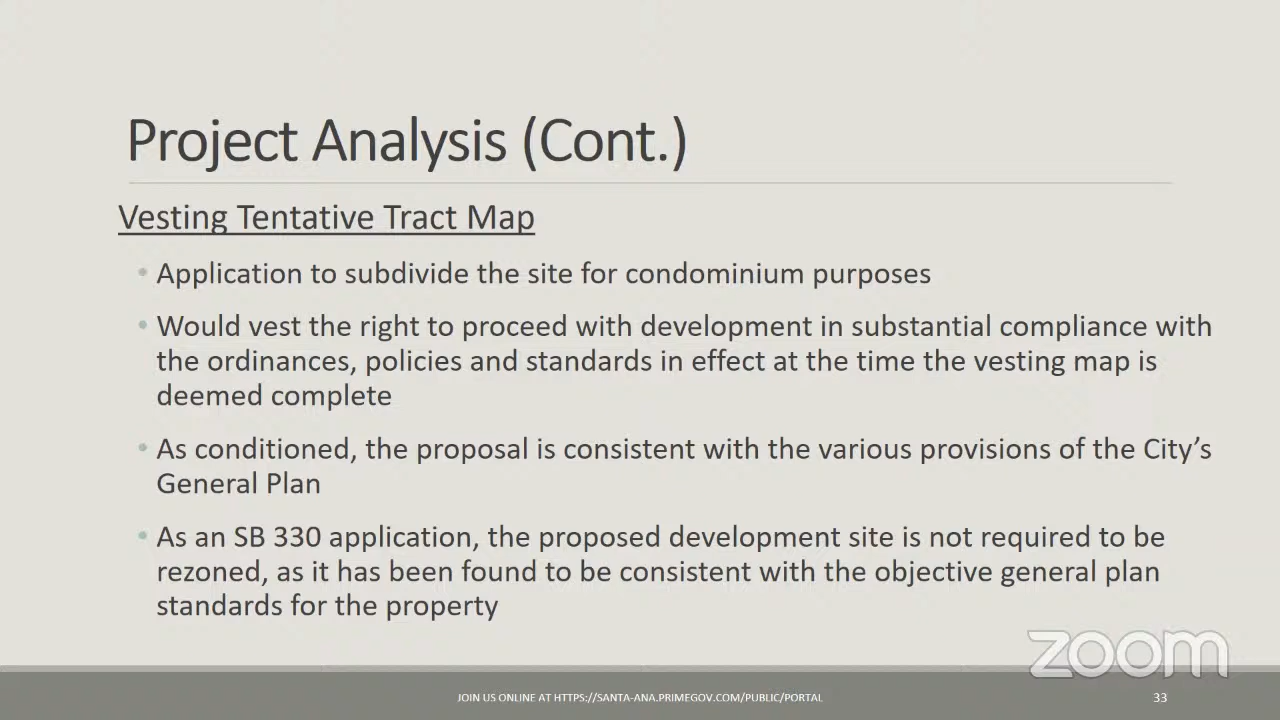 Project Analysis (Cont.)
Vesting Tentative Tract Map
• Application to subdivide the site for condominium purposes
• Would vest the right to proceed with development in substantial compliance with
the ordinances, policies and standards in effect at the time the vesting map is
deemed complete
• As conditioned, the proposal is consistent with the various provisions of the City’s
General Plan
• As an SB 330 application, the proposed development site is not required to be
rezoned, as it has been found to be consistent with the objective general plan
standards for the property
zoom
JOIN US ONLINE AT HTTPS://SANTA-ANA.PRIMEGOV.COM/PUBLIC/PORTAL
33